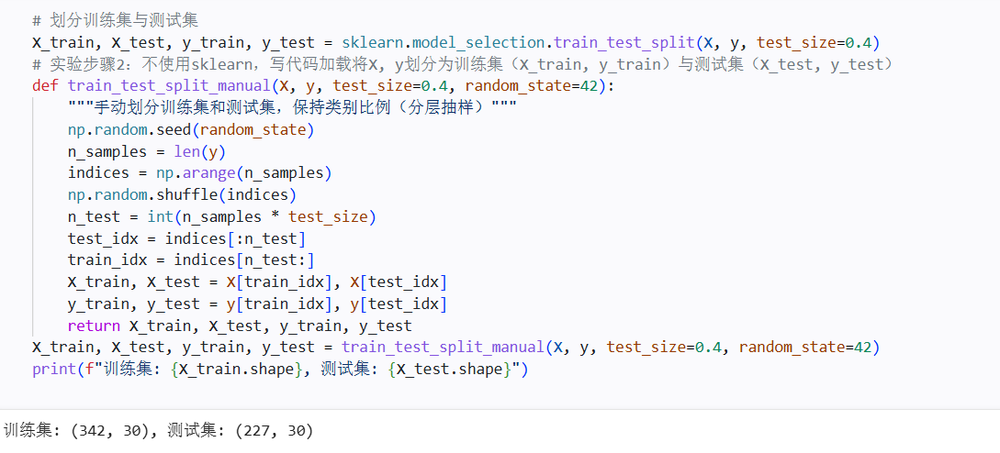 # 划分训练集与测试集
X_train, X_test, y_train, y_test = sklearn.model_selection.train_test_split(X, y, test_size=0.4)
# 实验步骤2：不使用sklearn，写代码加载将X, y划分为训练集（X_train, y_train）与测试集（X_test, y_test）
def train_test_split_manual(X, y, test_size=0.4, random_state=42):
    """手动划分训练集和测试集，保持类别比例（分层抽样）"""
    np.random.seed(random_state)
    n_samples = len(y)
    indices = np.arange(n_samples)
    np.random.shuffle(indices)
    n_test = int(n_samples * test_size)
    test_idx = indices[:n_test]
    train_idx = indices[n_test:]
    X_train, X_test = X[train_idx], X[test_idx]
    y_train, y_test = y[train_idx], y[test_idx]
    return X_train, X_test, y_train, y_test
X_train, X_test, y_train, y_test = train_test_split_manual(X, y, test_size=0.4, random_state=42)
print(f"训练集: {X_train.shape}, 测试集: {X_test.shape}")
训练集: (342, 30), 测试集: (227, 30)